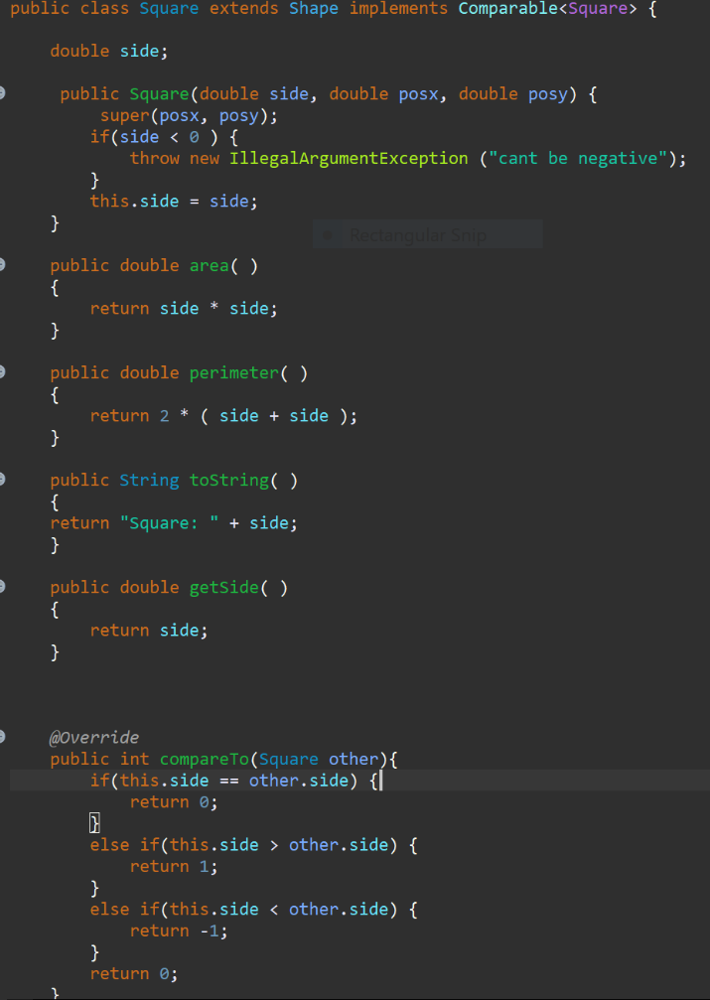 public class Square extends Shape implements Comparable<Square> {
double side;
public Square(double side, double posx, double posy) {
super(posx, posy);
if(side < 0 ) {
throw new IllegalArgumentException ("cant be negative");
}
this.side = side;
}
Rectangular Snip
public double area( )
{
return side * side;
}
public double perimeter( )
{
return 2 * ( side + side );
}
public String toString( )
{
return "Square: " + side;
}
public double getSide( )
{
return side;
}
@Override
public int compareTo(Square other){
if(this.side == other.side) {
return 0;
}
else if(this.side > other.side) {
return 1;
}
else if(this.side < other.side) {
return -1;
}
return 0;
}